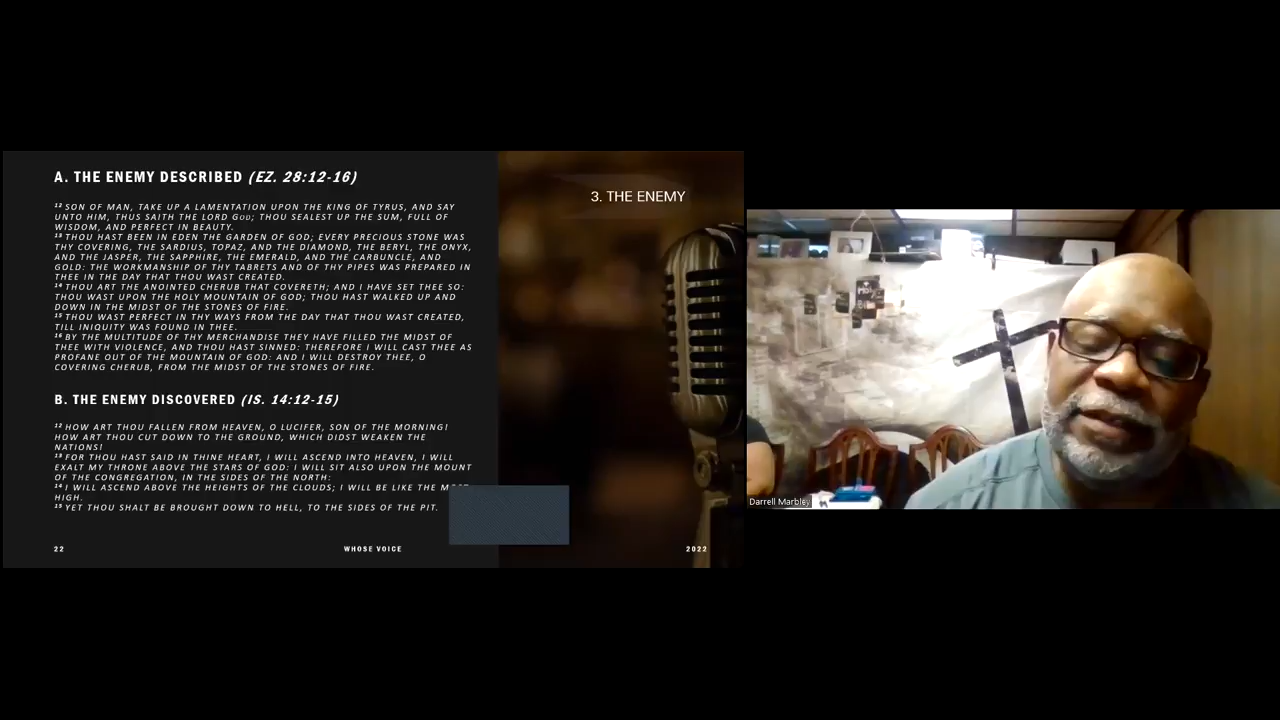 A. THE ENEMY DESCRIBED (EZ. 28:12-16)
12 SON OF MAN, TAKE UP A LAMENTATION UPON THE KING OF TYRUS, AND SAY
UNTO HIM, THUS SAITH THE LORD GOD; THOU SEALEST UP THE SUM, FULL OF
WISDOM, AND PERFECT IN BEAUTY.
13 THOU HAST BEEN IN EDEN THE GARDEN OF GOD; EVERY PRECIOUS STONE WAS
THY COVERING, THE SARDIUS, TOPAZ, AND THE DIAMOND, THE BERYL, THE ONYX,
AND THE JASPER, THE SAPPHIRE, THE EMERALD, AND THE CARBUNCLE, AND
GOLD: THE WORKMANSHIP OF THY TABRETS AND OF THY PIPES WAS PREPARED IN
THEE IN THE DAY THAT THOU WAST CREATED.
14 THOU ART THE ANOINTED CHERUB THAT COVERETH; AND I HAVE SET THEE SO:
THOU WAST UPON THE HOLY MOUNTAIN OF GOD; THOU HAST WALKED UP AND
DOWN IN THE MIDST OF THE STONES OF FIRE.
15 THOU WAST PERFECT IN THY WAYS FROM THE DAY THAT THOU WAST CREATED,
TILL INIQUITY WAS FOUND IN THEE.
16 BY THE MULTITUDE OF THY MERCHANDISE THEY HAVE FILLED THE MIDST OF
THEE WITH VIOLENCE, AND THOU HAST SINNED: THEREFORE I WILL CAST THEE AS
PROFANE OUT OF THE MOUNTAIN OF GOD: AND I WILL DESTROY THEE, O
COVERING CHERUB, FROM THE MIDST OF THE STONES OF FIRE.
B. THE ENEMY DISCOVERED (IS. 14:12-15)
12 HOW ART THOU FALLEN FROM HEAVEN, O LUCIFER, SON OF THE MORNING!
HOW ART THOU CUT DOWN TO THE GROUND, WHICH DIDST WEAKEN THE
NATIONS!
13 FOR THOU HAST SAID IN THINE HEART, I WILL ASCEND INTO HEAVEN, I WILL
EXALT MY THRONE ABOVE THE STARS OF GOD: I WILL SIT ALSO UPON THE MOUNT
OF THE CONGREGATION, IN THE SIDES OF THE NORTH:
14 I WILL ASCEND ABOVE THE HEIGHTS OF THE CLOUDS; I WILL BE LIKE THE MOST
HIGH.
15 YET THOU SHALT BE BROUGHT DOWN TO HELL, TO THE SIDES OF THE PIT.
22
WHOSE VOICE
2022
3. THE ENEMY
Darrell Marbley